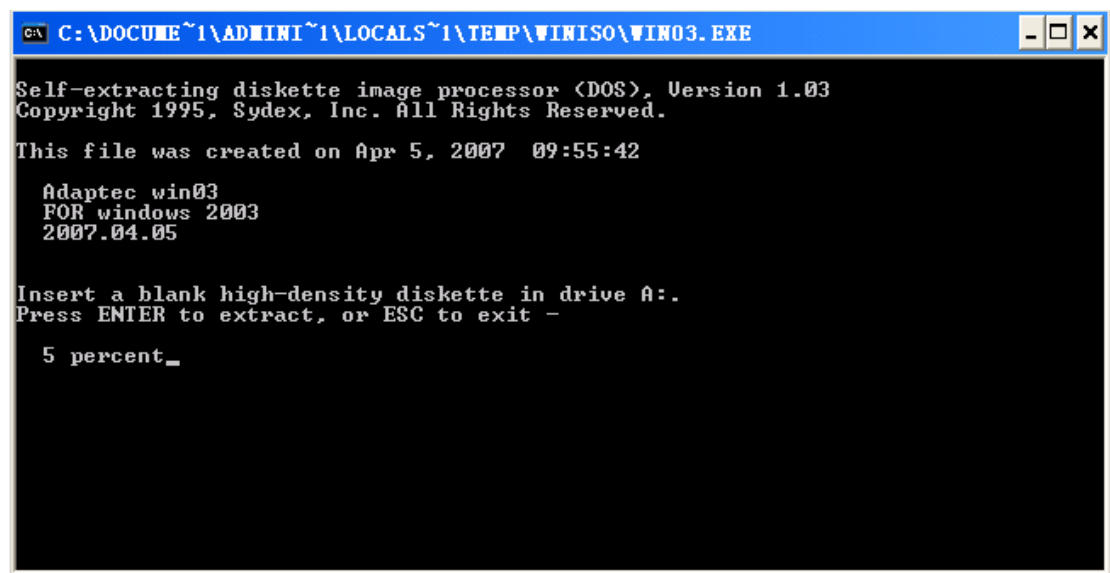 C:\DOCUME~1\ADMINI~1\LOCALS~1\TEMP\WINISO\WIN03.EXE
Self-extracting diskette image processor (DOS), Version 1.03
Copyright 1995, Sydex, Inc. All Rights Reserved.
This file was created on Apr 5, 2007  09:55:42
Adaptec win03
FOR windows 2003
2007.04.05
Insert a blank high-density diskette in drive A:.
Press ENTER to extract, or ESC to exit -
5 percent_